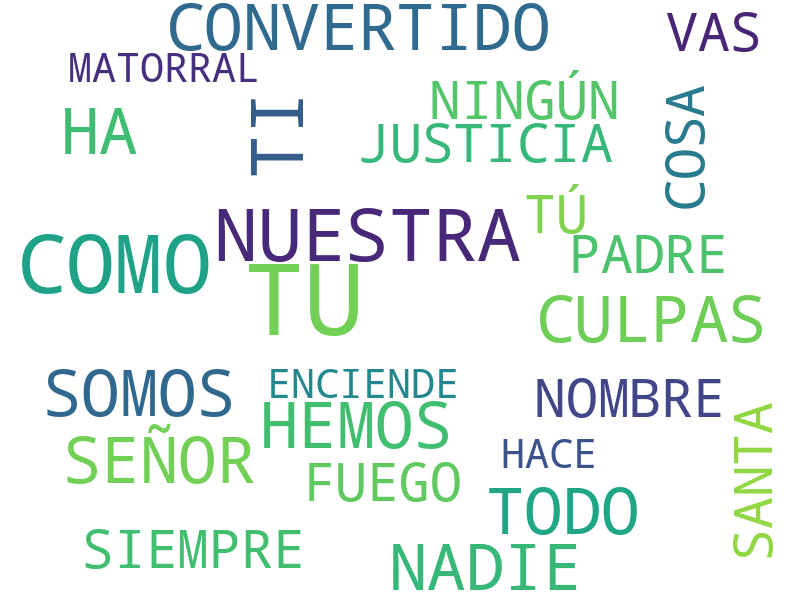 CONVERTIDO
VAS
MATORRAL
NINGÚN
HA
TI
JUSTICIA
COSA
NUESTRA
TÚ
COMO
PADRE
TU
CULPAS
SOMOS
ENCIENDE
NOMBRE
HEMOS
SEÑOR
HACE
FUEGO
SANTA
TODO
SIEMPRE
NADIE